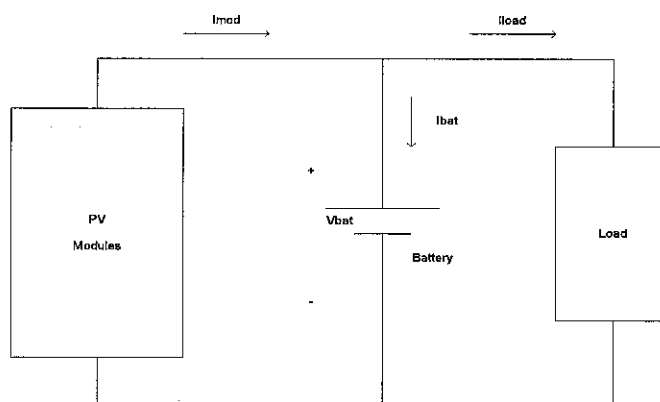 Imod
Iload
Ibat
+
PV
Modules
Vbat
Load
Battery
-